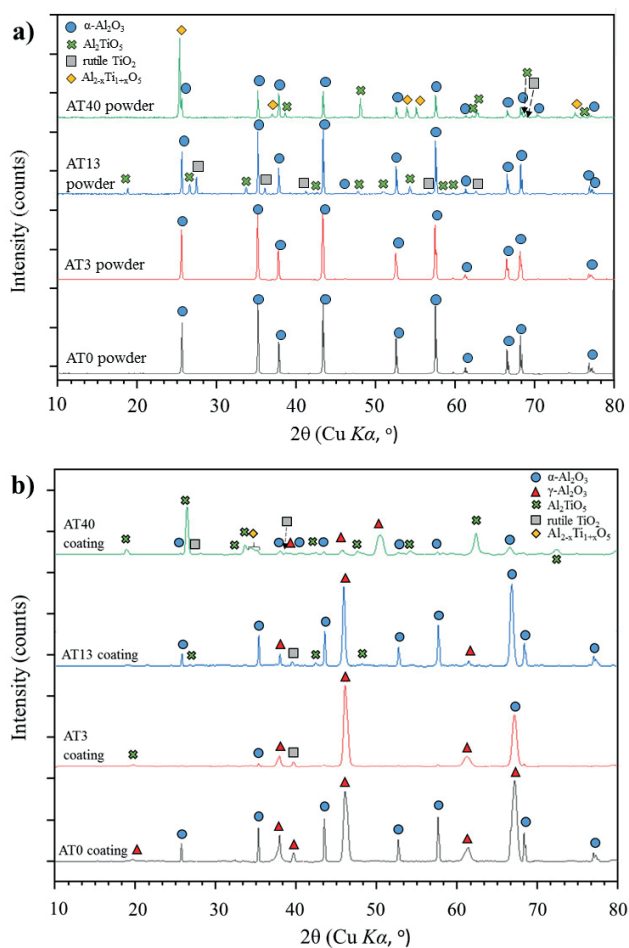 a)
α-Al₂O₃
Al₂TiO₅
rutile TiO₂
Al₂₋ₓTi₁₊ₓO₅
AT40 powder
AT13
powder
AT3 powder
AT0 powder
Intensity (counts)
10 20 30 40 50 60 70 80
2θ (Cu Kα, °)
b)
α-Al₂O₃
γ-Al₂O₃
Al₂TiO₅
rutile TiO₂
Al₂₋ₓTi₁₊ₓO₅
AT40
coating
AT13 coating
AT3
coating
AT0 coating
Intensity (counts)
10 20 30 40 50 60 70 80
2θ (Cu Kα, °)